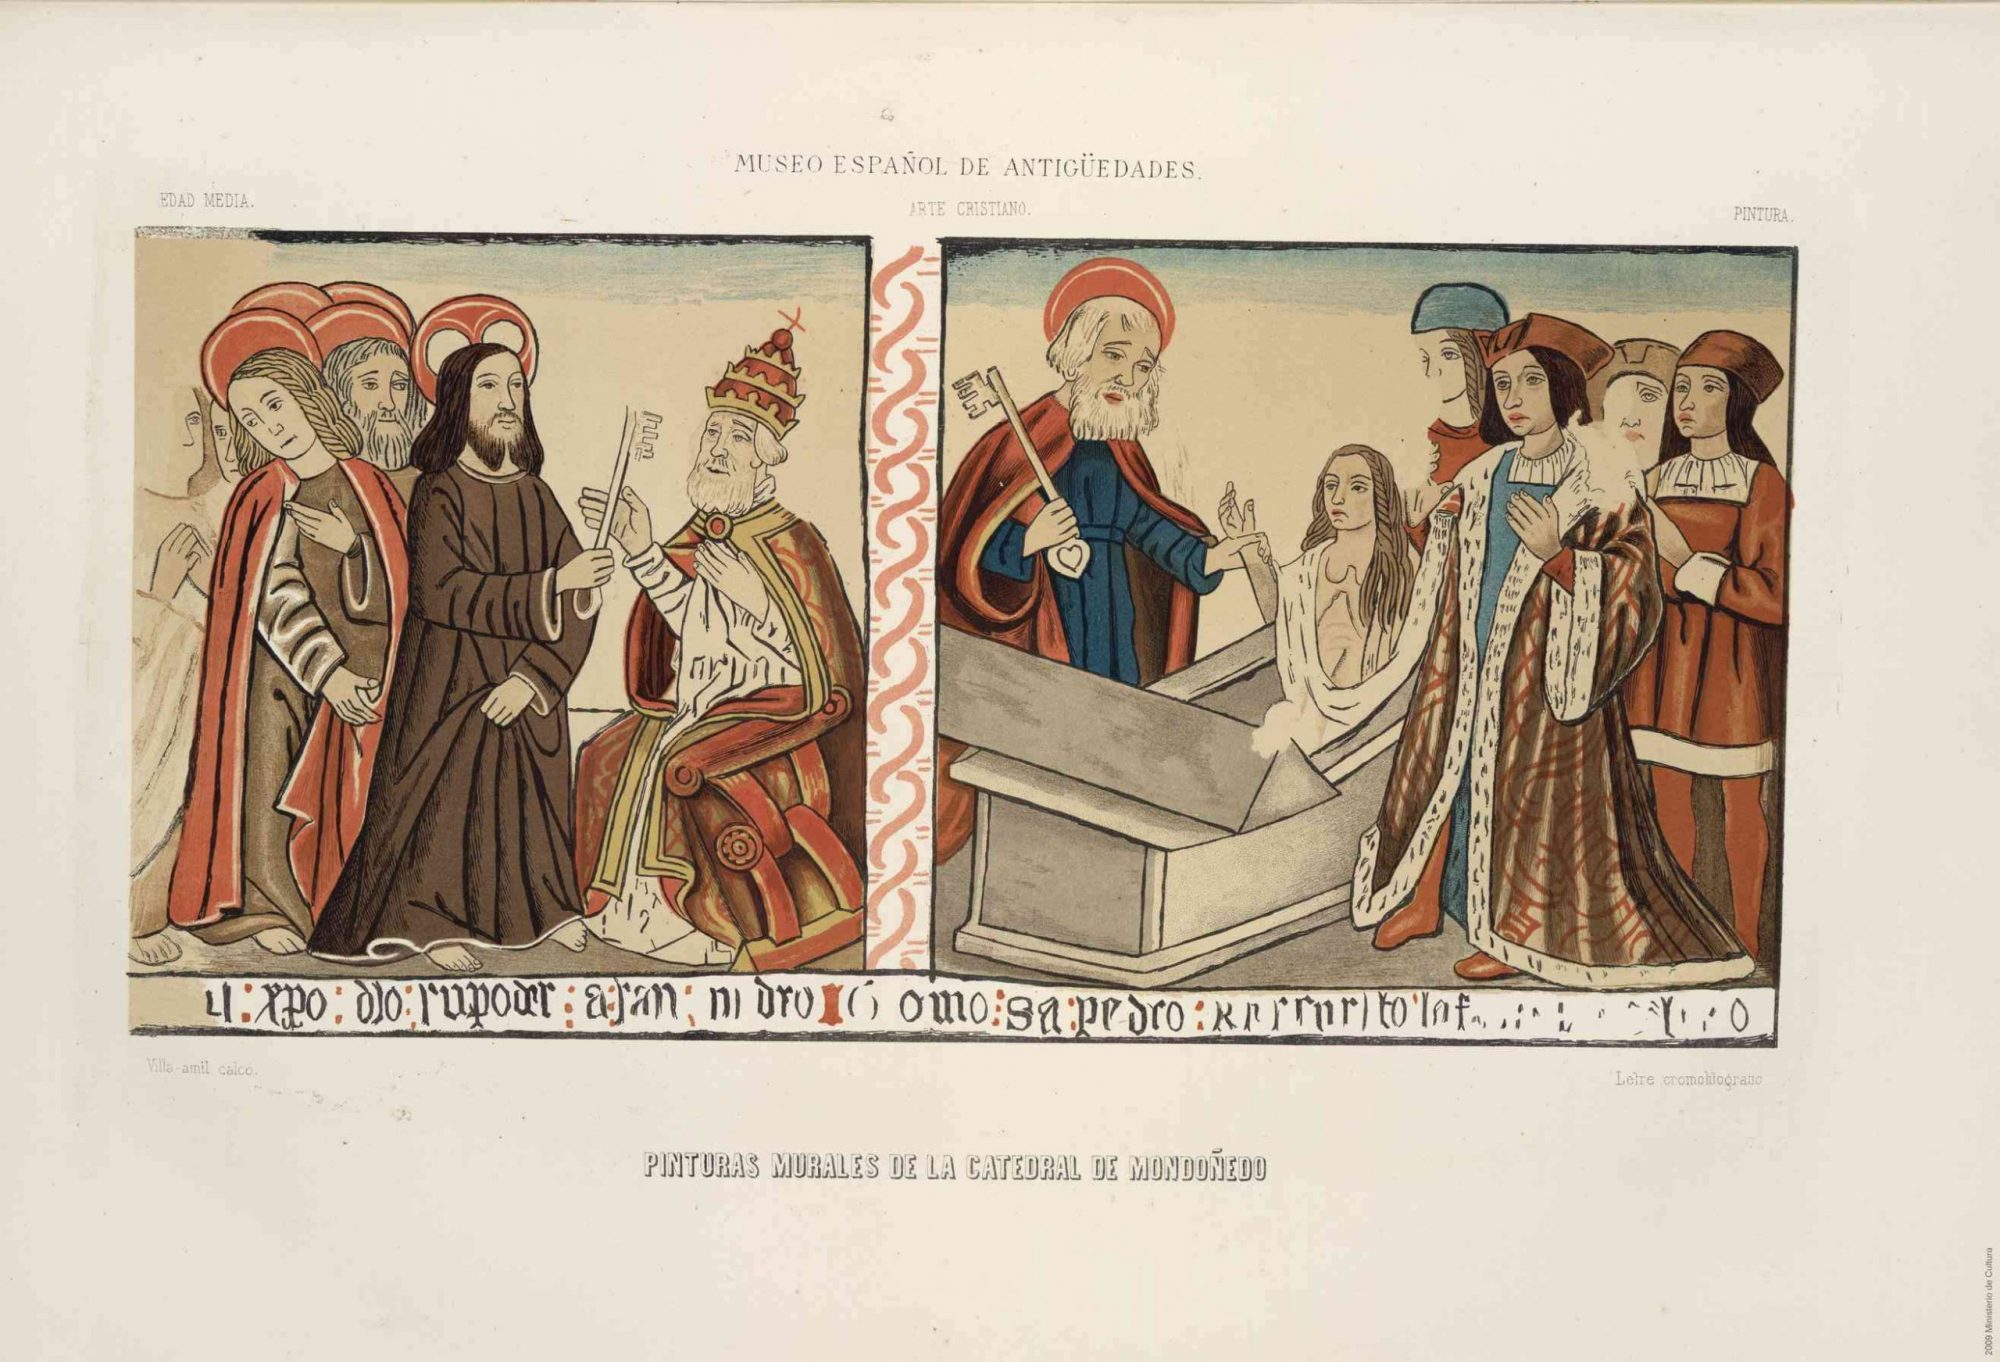 MUSEO ESPAÑOL DE ANTIGÜEDADES.
EDAD MEDIA.
ARTE CRISTIANO.
PINTURA.
xpo : dio : su poder : a san
omo : sa : pedro :
Villa-amil calcó.
PINTURAS MURALES DE LA CATEDRAL DE MONDOÑEDO
2009 Ministerio de Cultura